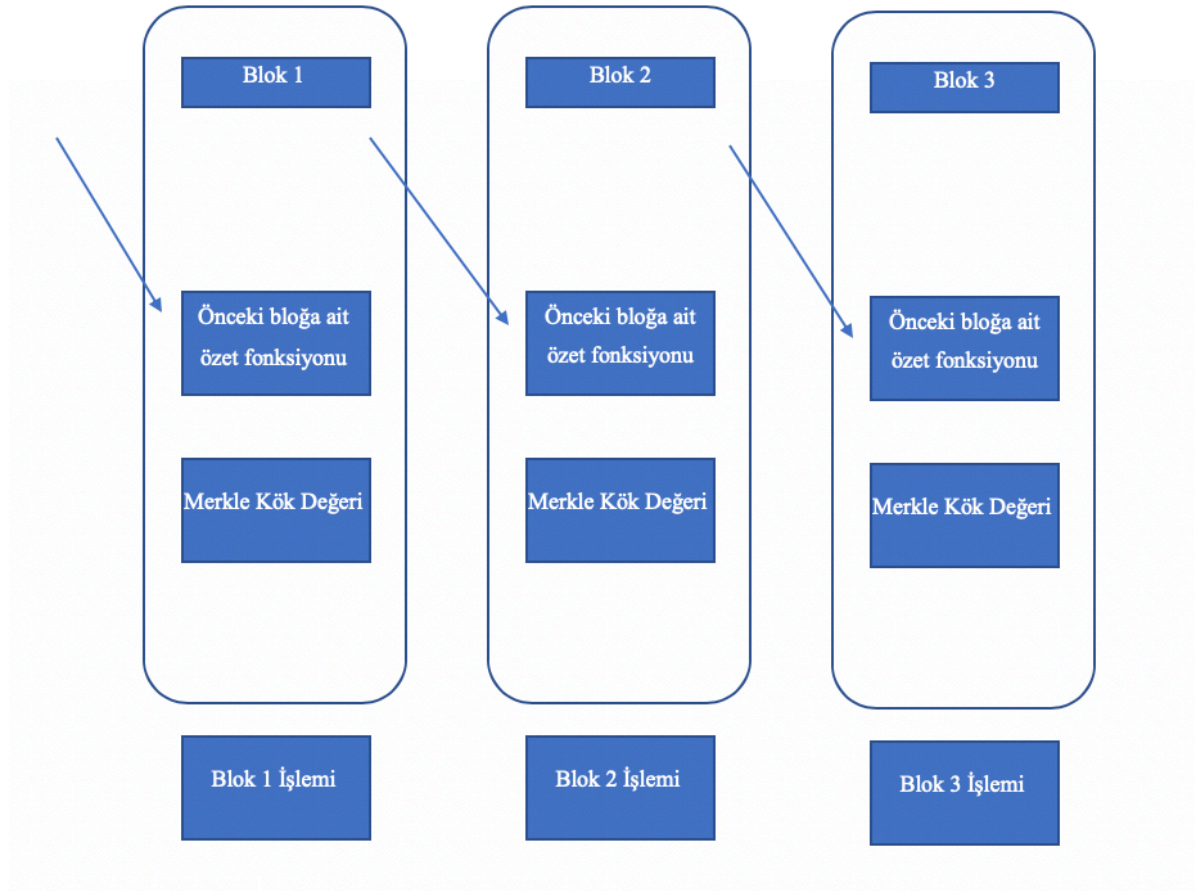 Blok 1
Blok 2
Blok 3
Önceki bloğa ait
özet fonksiyonu
Önceki bloğa ait
özet fonksiyonu
Önceki bloğa ait
özet fonksiyonu
Merkle Kök Değeri
Merkle Kök Değeri
Merkle Kök Değeri
Blok 1 İşlemi
Blok 2 İşlemi
Blok 3 İşlemi